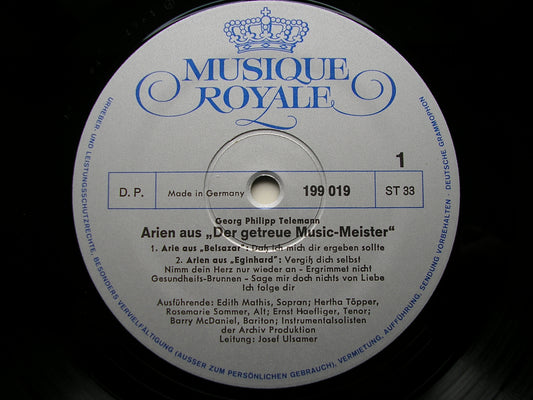 MUSIQUE
ROYALE
1
D. P.
Made in Germany
199 019
ST 33
Georg Philipp Telemann
Arien aus „Der getreue Music-Meister“
1. Arie aus „Belsazar“: Daß ich mich dir ergeben sollte
2. Arien aus „Eginhard“: Vergiß dich selbst
Nimm dein Herz nur wieder an - Ergrimmet nicht
Gesundheits-Brunnen - Sage mir doch nichts von Liebe
Ich folge dir
Ausführende: Edith Mathis, Sopran; Hertha Töpper,
Rosemarie Sommer, Alt; Ernst Haefliger, Tenor;
Barry McDaniel, Bariton; Instrumentalsolisten
der Archiv Produktion
Leitung: Josef Ulsamer
URHEBER- UND LEISTUNGSSCHUTZRECHTE, BESONDERS VERVIELFÄLTIGUNG (AUSSER ZUM PERSÖNLICHEN GEBRAUCH), VERMIETUNG, AUFFÜHRUNG, SENDUNG VORBEHALTEN - DEUTSCHE GRAMMOPHON